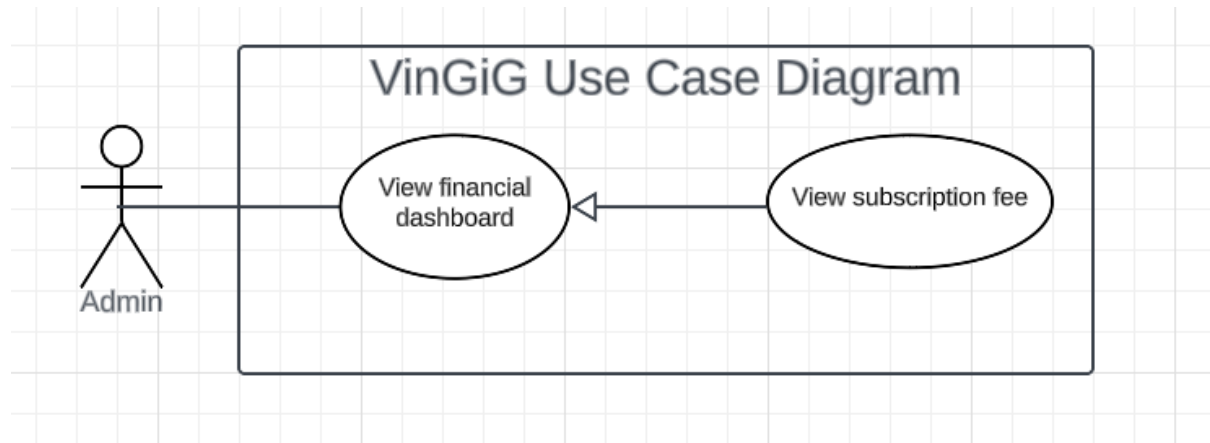 VinGiG Use Case Diagram
View financial
dashboard
View subscription fee
Admin